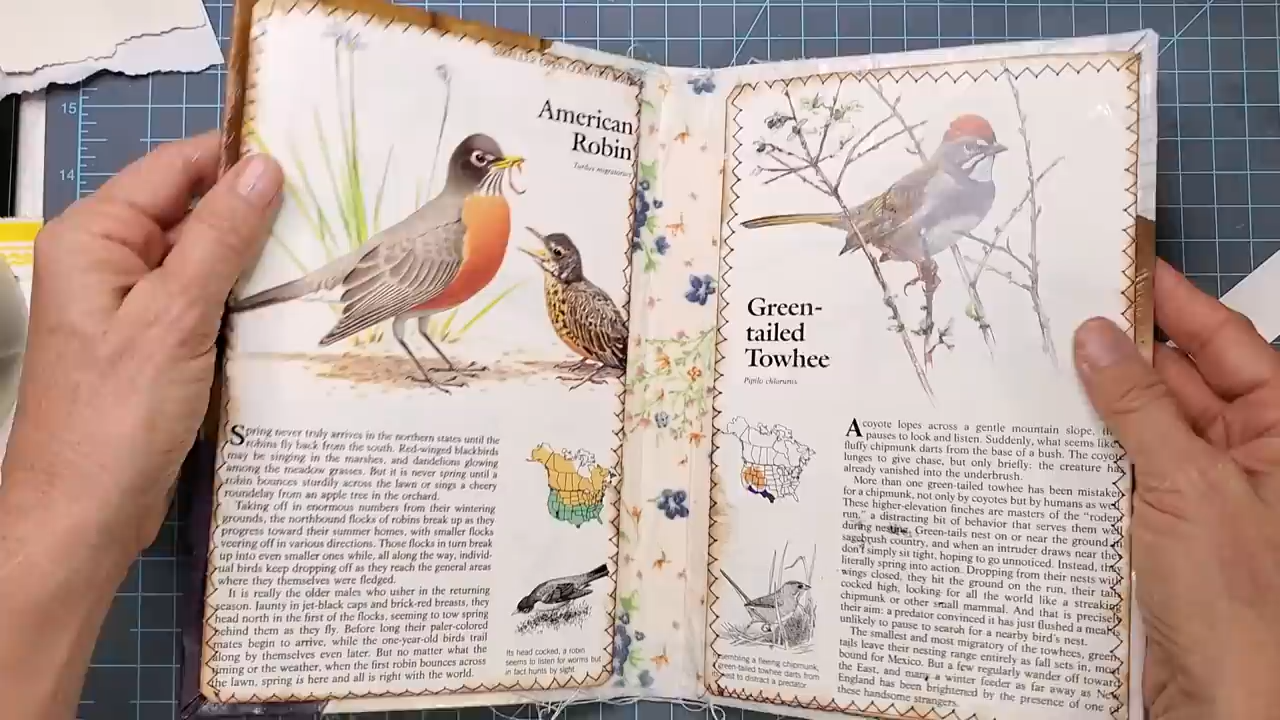 15
14
American
Robin
Turdus migratorius
Spring never truly arrives in the northern states until the
robins fly back from the south. Red-winged blackbirds
may be singing in the marshes, and dandelions glowing
among the meadow grasses. But it is never spring until a
robin bounces sturdily across the lawn or sings a cheery
roundelay from an apple tree in the orchard.
Taking off in enormous numbers from their wintering
grounds, the northbound flocks of robins break up as they
progress toward their summer homes, with smaller flocks
veering off in various directions. Those flocks in turn break
up into even smaller ones while, all along the way, individ-
ual birds keep dropping off as they reach the general areas
where they themselves were fledged.
It is really the older males who usher in the returning
season. Jaunty in jet-black caps and brick-red breasts, they
head north in the first of the flocks, seeming to tow spring
behind them as they fly. Before long their paler-colored
mates begin to arrive, while the one-year-old birds trail
along by themselves even later. But no matter what the
timing or the weather, when the first robin bounces across
the lawn, spring is here and all is right with the world.
Its head cocked, a robin
seems to listen for worms but
in fact hunts by sight.
Green-
tailed
Towhee
Pipilo chlorurus
A coyote lopes across a gentle mountain slope, th
pauses to look and listen. Suddenly, what seems like
fluffy chipmunk darts from the base of a bush. The coyot
lunges to give chase, but only briefly: the creature ha
already vanished into the underbrush.
More than one green-tailed towhee has been mistaken
for a chipmunk, not only by coyotes but by humans as well
These higher-elevation finches are masters of the "roden
run," a distracting bit of behavior that serves them well
during nesting. Green-tails nest on or near the ground in
sagebrush country, and when an intruder draws near the
don't simply sit tight, hoping to go unnoticed. Instead, they
literally spring into action. Dropping from their nests with
wings closed, they hit the ground on the run, their tail
cocked high, looking for all the world like a streaking
chipmunk or other small mammal. And that is precisely
their aim: a predator convinced it has just flushed a meal is
unlikely to pause to search for a nearby bird's nest.
The smallest and most migratory of the towhees, green-
tails leave their nesting range entirely as fall sets in, most
bound for Mexico. But a few regularly wander off toward
the East, and many a winter feeder as far away as New
England has been brightened by the presence of one of
these handsome strangers.
sembling a fleeing chipmunk,
green-tailed towhee darts from
nest to distract a predator.